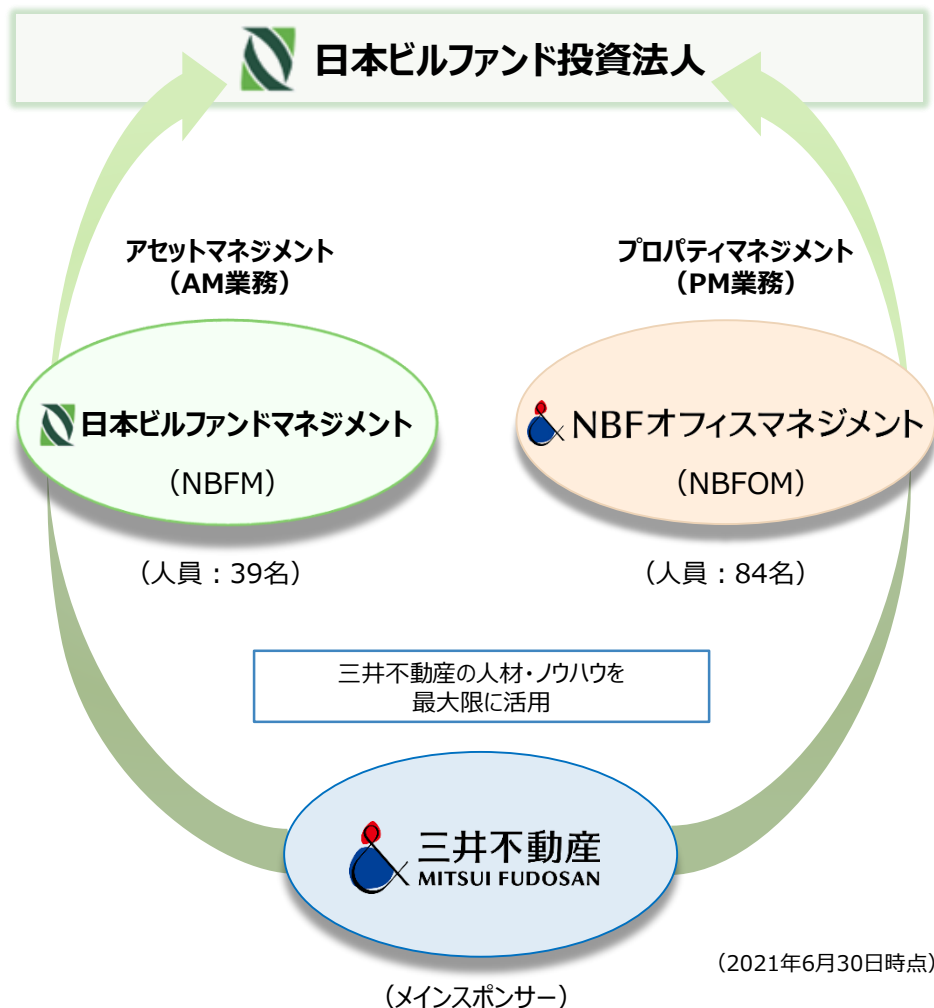 日本ビルファンド投資法人
アセットマネジメント
（AM業務）
プロパティマネジメント
（PM業務）
日本ビルファンドマネジメント
（NBFM）
NBFオフィスマネジメント
（NBFOM）
（人員：39名）
（人員：84名）
三井不動産の人材・ノウハウを
最大限に活用
三井不動産
MITSUI FUDOSAN
（2021年6月30日時点）
（メインスポンサー）